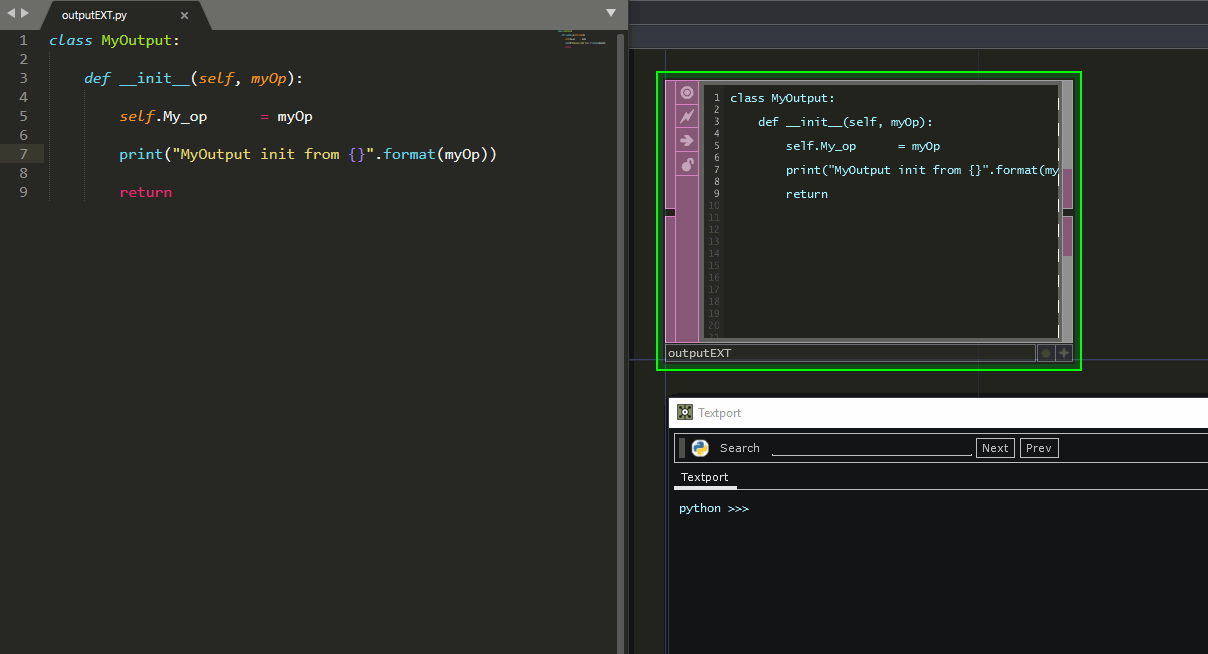 outputEXT.py ×
1 class MyOutput:
2
3 def __init__(self, myOp):
4
5 self.My_op = myOp
6
7 print("MyOutput init from {}".format(myOp))
8
9 return
1 class MyOutput:
2
3 def __init__(self, myOp):
4
5 self.My_op = myOp
6
7 print("MyOutput init from {}".format(my
8
9 return
10
11
12
13
14
15
16
17
18
19
20
21
outputEXT
Textport
Search Next Prev
Textport
python >>>